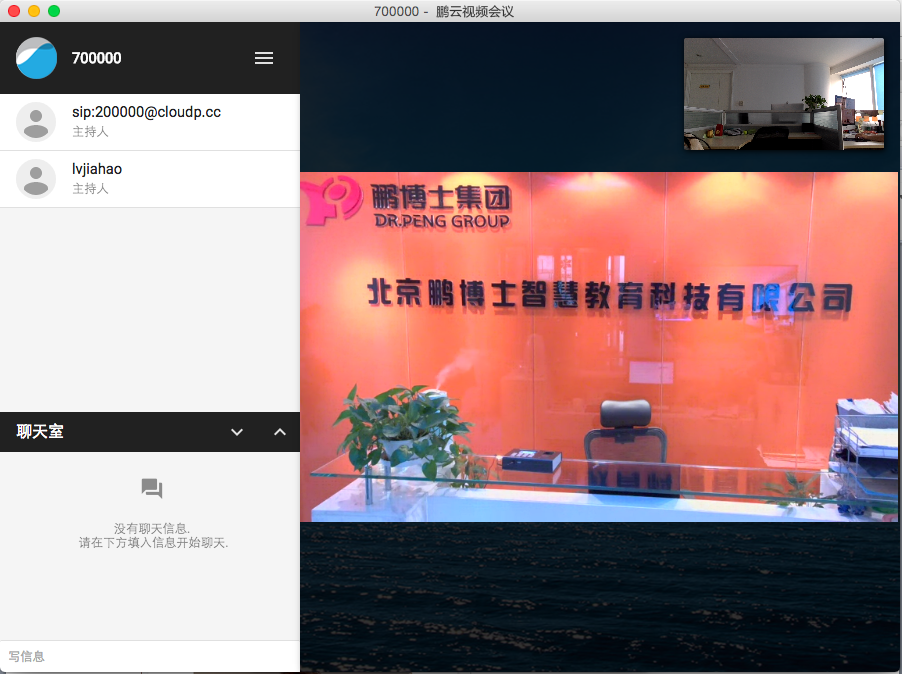 700000 - 鹏云视频会议
700000
sip:200000@cloudp.cc
主持人
lvjiahao
主持人
聊天室
没有聊天信息.
请在下方填入信息开始聊天.
写信息
鹏博士集团
DR.PENG GROUP
北京鹏博士智慧教育科技有限公司